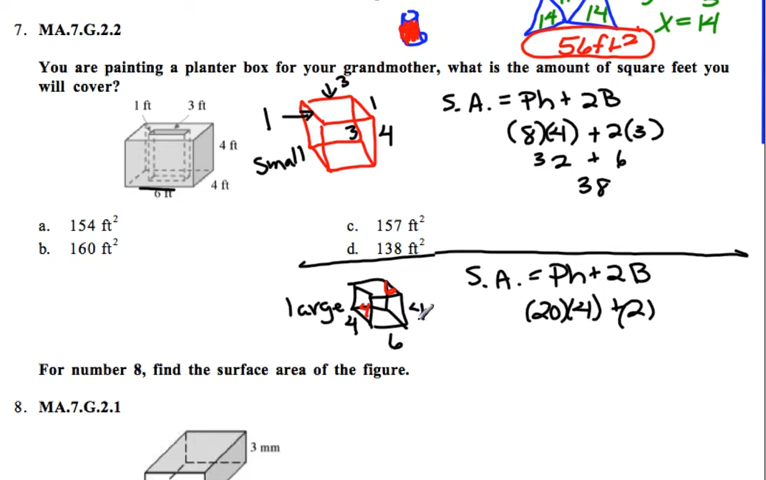 14
14
x = 14
56ft²
7. MA.7.G.2.2
You are painting a planter box for your grandmother, what is the amount of square feet you
will cover?
1 ft
3 ft
4 ft
4 ft
6 ft
3
1
1
3
4
small
S.A. = Ph + 2B
(8)(4) + 2(3)
32 + 6
38
a. 154 ft²
b. 160 ft²
c. 157 ft²
d. 138 ft²
large
4
4
6
S.A. = Ph + 2B
(20)(4) + (2)
For number 8, find the surface area of the figure.
8. MA.7.G.2.1
3 mm